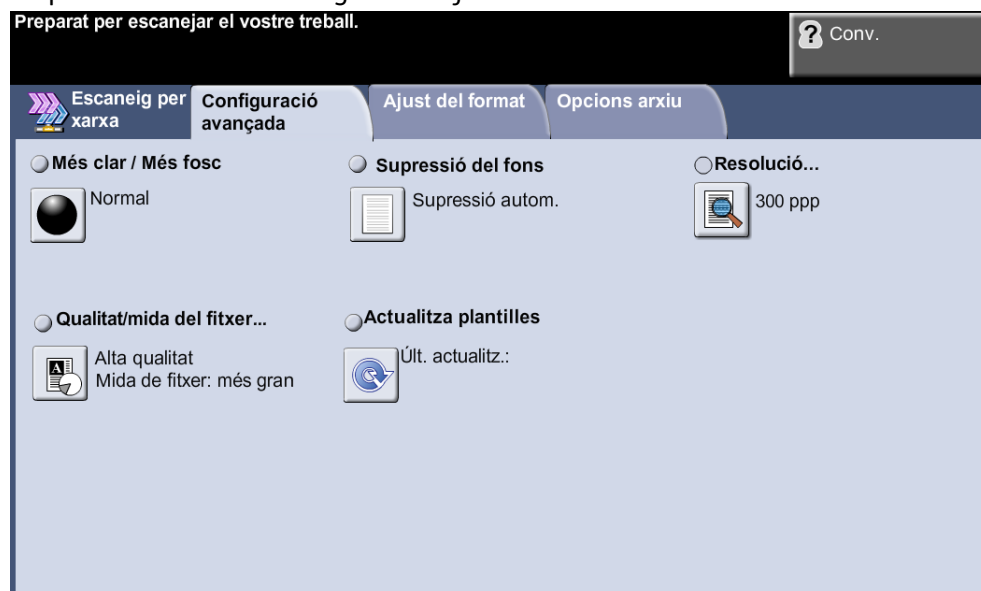 Preparat per escanejar el vostre treball.
Conv.
Escaneig per
xarxa
Configuració
avançada
Ajust del format
Opcions arxiu
Més clar / Més fosc
Normal
Supressió del fons
Supressió autom.
Resolució...
300 ppp
Qualitat/mida del fitxer...
Alta qualitat
Mida de fitxer: més gran
Actualitza plantilles
Últ. actualitz.: